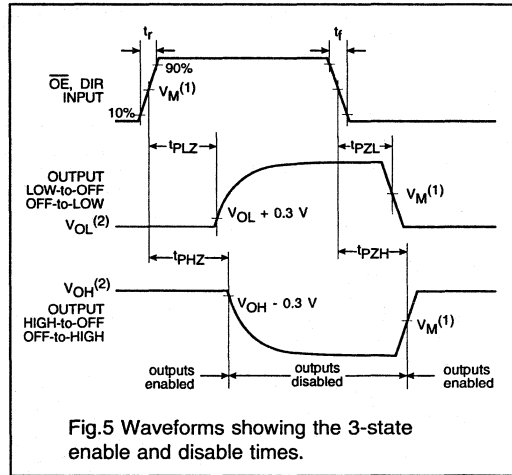 tr
tf
OE, DIR
INPUT
90%
VM(1)
10%
tPLZ
tPZL
OUTPUT
LOW-to-OFF
OFF-to-LOW
VOL(2)
VOL + 0.3 V
VM(1)
tPHZ
tPZH
VOH(2)
OUTPUT
HIGH-to-OFF
OFF-to-HIGH
VOH - 0.3 V
VM(1)
outputs
enabled
outputs
disabled
outputs
enabled
Fig.5 Waveforms showing the 3-state
enable and disable times.